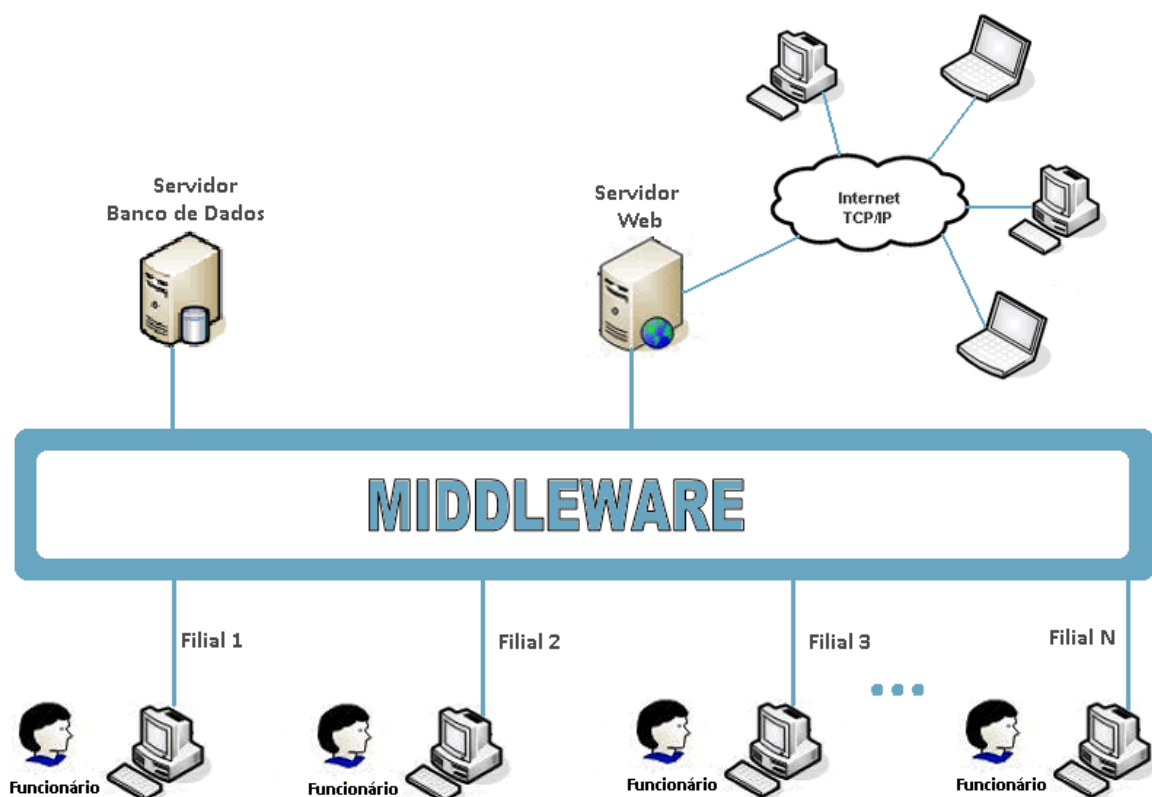 Servidor
Banco de Dados
Servidor
Web
Internet
TCP/IP
MIDDLEWARE
Filial 1
Filial 2
Filial 3
Filial N
Funcionário
Funcionário
Funcionário
Funcionário